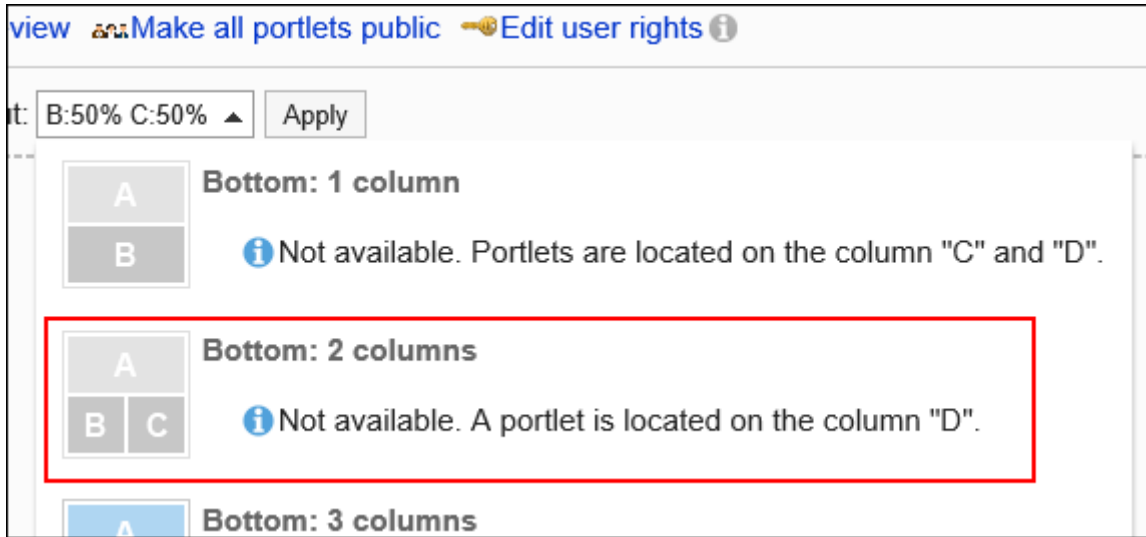 view Make all portlets public Edit user rights
ut: B:50% C:50% Apply
A
Bottom: 1 column
B
Not available. Portlets are located on the column "C" and "D".
A
Bottom: 2 columns
B C
Not available. A portlet is located on the column "D".
A
Bottom: 3 columns